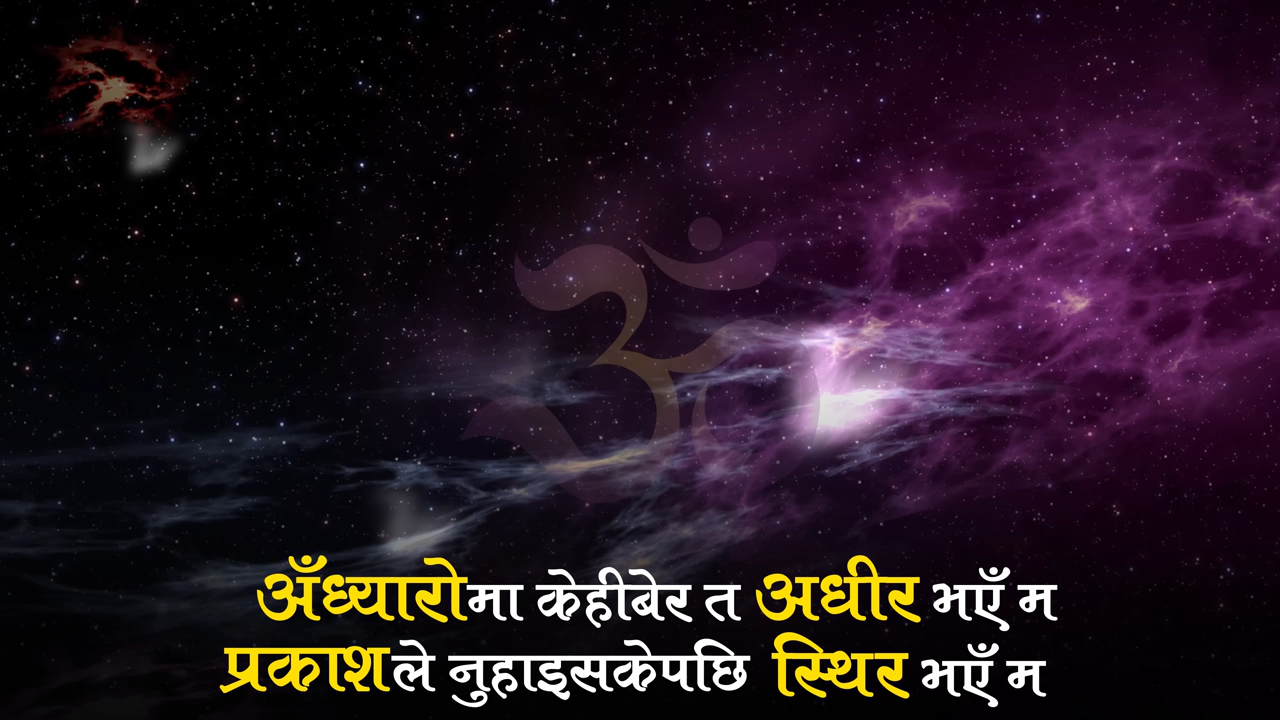 अँध्यारोमा केहीबेर त अधीर भएँ म
प्रकाशले नुहाइसकेपछि स्थिर भएँ म